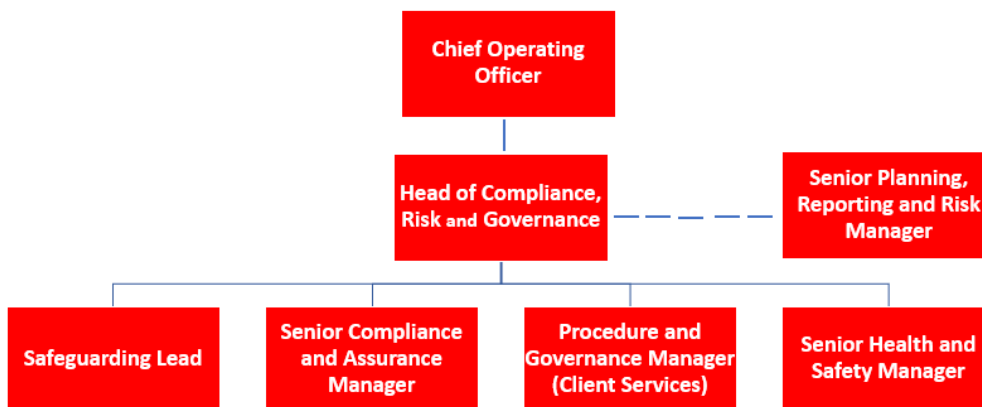 Chief Operating
Officer
Head of Compliance,
Risk and Governance
Senior Planning,
Reporting and Risk
Manager
Safeguarding Lead
Senior Compliance
and Assurance
Manager
Procedure and
Governance Manager
(Client Services)
Senior Health and
Safety Manager